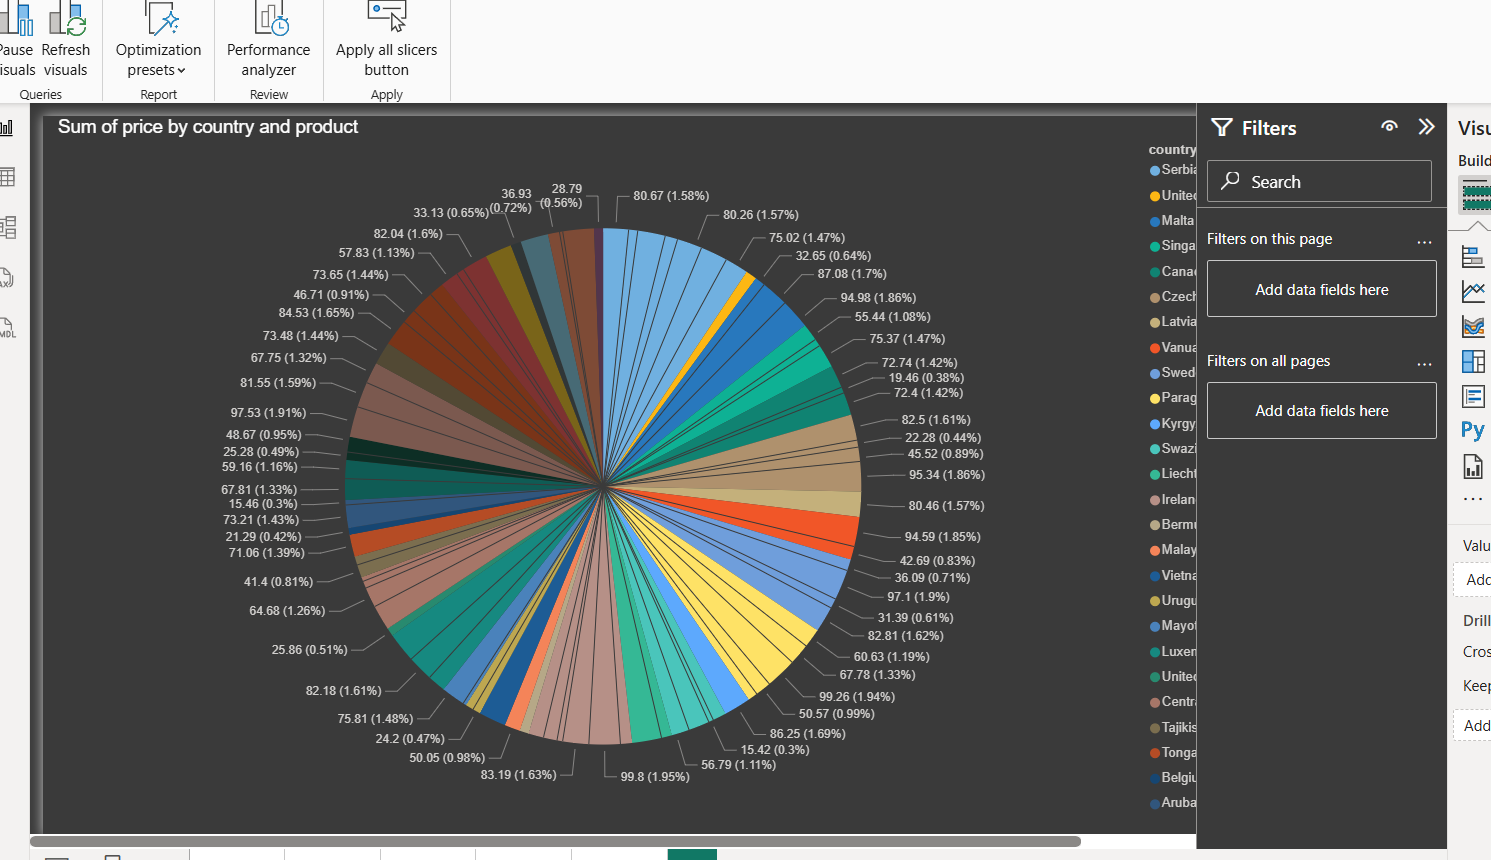 Pause Refresh
visuals visuals
Queries
Optimization
presets
Report
Performance
analyzer
Review
Apply all slicers
button
Apply
Sum of price by country and product
80.67 (1.58%)
80.26 (1.57%)
75.02 (1.47%)
32.65 (0.64%)
87.08 (1.7%)
94.98 (1.86%)
55.44 (1.08%)
75.37 (1.47%)
72.74 (1.42%)
19.46 (0.38%)
72.4 (1.42%)
82.5 (1.61%)
22.28 (0.44%)
45.52 (0.89%)
95.34 (1.86%)
80.46 (1.57%)
94.59 (1.85%)
42.69 (0.83%)
36.09 (0.71%)
97.1 (1.9%)
31.39 (0.61%)
82.81 (1.62%)
60.63 (1.19%)
67.78 (1.33%)
99.26 (1.94%)
50.57 (0.99%)
86.25 (1.69%)
15.42 (0.3%)
56.79 (1.11%)
99.8 (1.95%)
83.19 (1.63%)
50.05 (0.98%)
24.2 (0.47%)
75.81 (1.48%)
82.18 (1.61%)
25.86 (0.51%)
64.68 (1.26%)
41.4 (0.81%)
71.06 (1.39%)
21.29 (0.42%)
73.21 (1.43%)
15.46 (0.3%)
67.81 (1.33%)
59.16 (1.16%)
25.28 (0.49%)
48.67 (0.95%)
97.53 (1.91%)
81.55 (1.59%)
67.75 (1.32%)
73.48 (1.44%)
84.53 (1.65%)
46.71 (0.91%)
73.65 (1.44%)
57.83 (1.13%)
82.04 (1.6%)
33.13 (0.65%)
36.93
(0.72%)
28.79
(0.56%)
country
Serbia
United
Malta
Singa
Canad
Czech
Latvia
Vanua
Swed
Parag
Kyrgy
Swazi
Liecht
Irelan
Bermu
Malay
Vietna
Urugu
Mayot
Luxem
United
Centra
Tajikis
Tonga
Belgiu
Aruba
Filters
Search
Filters on this page
...
Add data fields here
Filters on all pages
...
Add data fields here
Visu
Build
Py
...
Valu
Add
Drill
Cros
Keep
Add